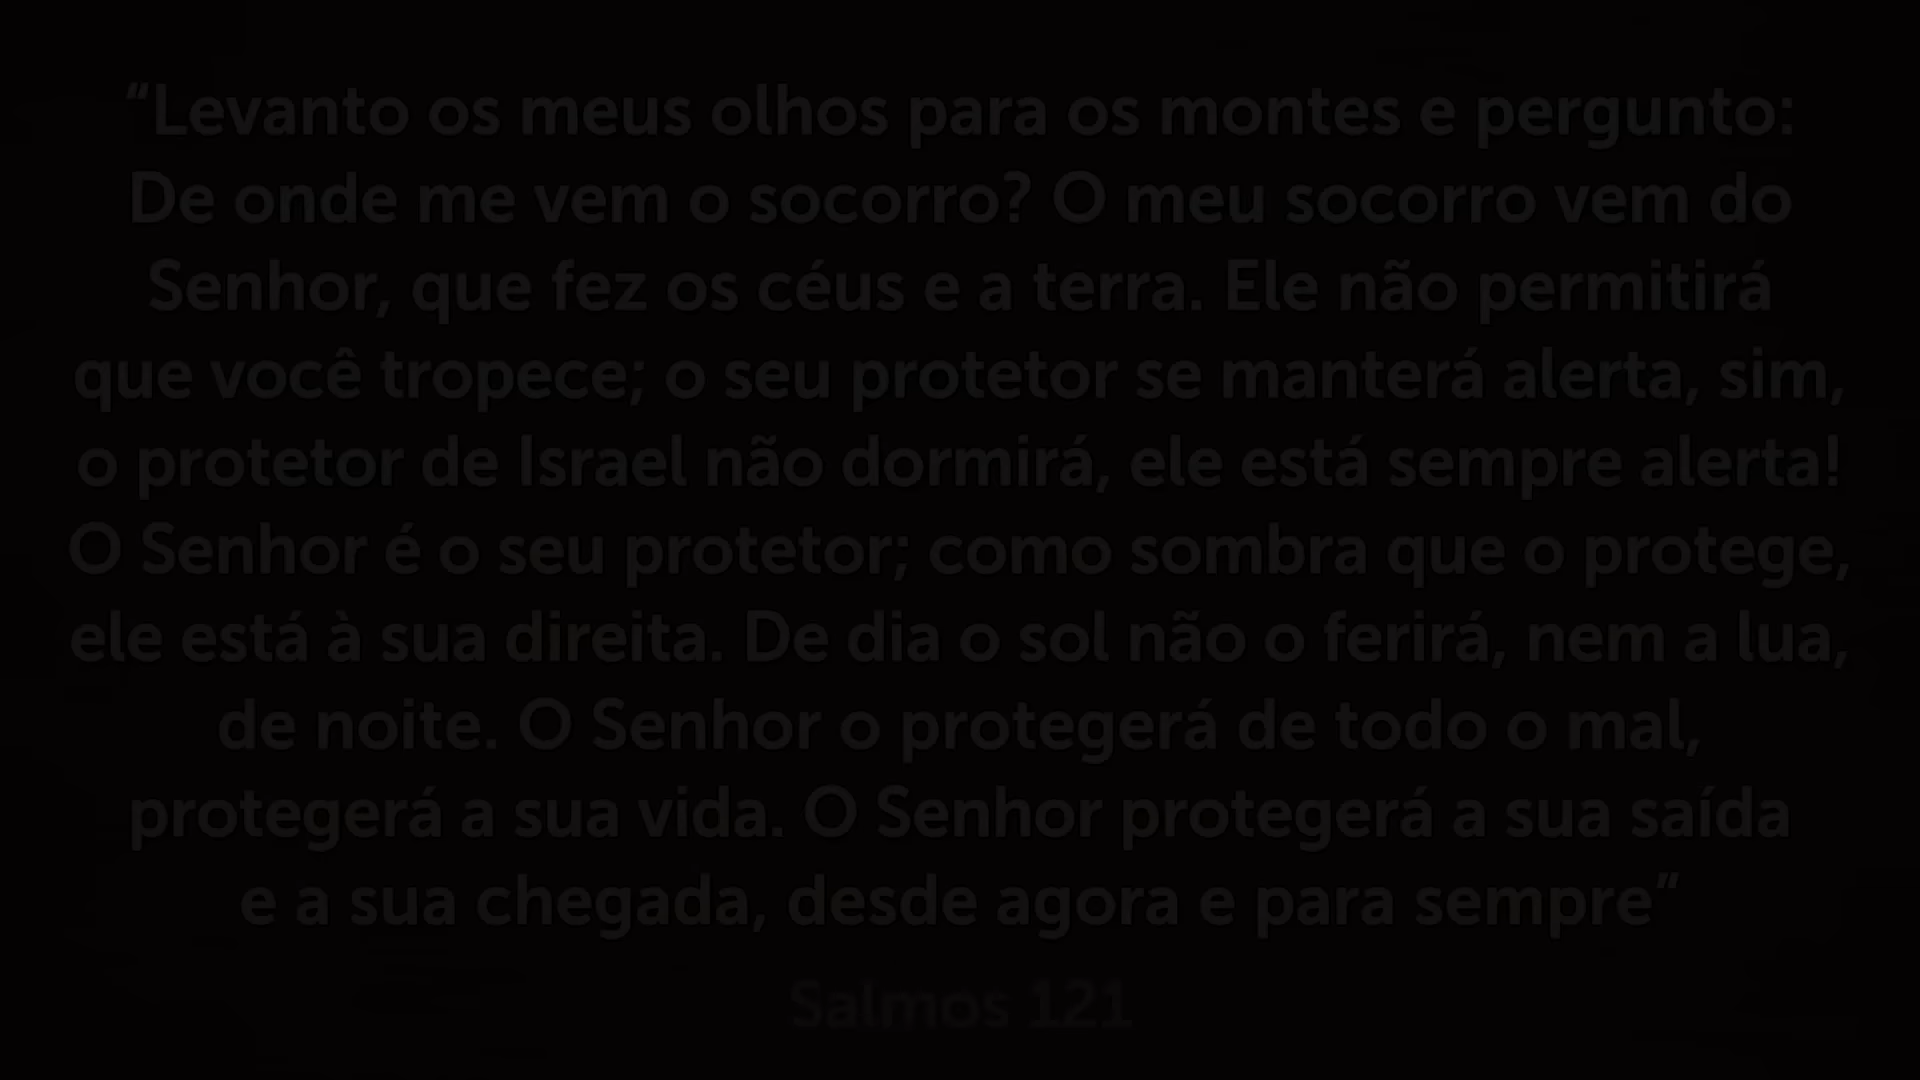 “Levanto os meus olhos para os montes e pergunto:
De onde me vem o socorro? O meu socorro vem do
Senhor, que fez os céus e a terra. Ele não permitirá
que você tropece; o seu protetor se manterá alerta, sim,
o protetor de Israel não dormirá, ele está sempre alerta!
O Senhor é o seu protetor; como sombra que o protege,
ele está à sua direita. De dia o sol não o ferirá, nem a lua,
de noite. O Senhor o protegerá de todo o mal,
protegerá a sua vida. O Senhor protegerá a sua saída
e a sua chegada, desde agora e para sempre”
Salmos 121